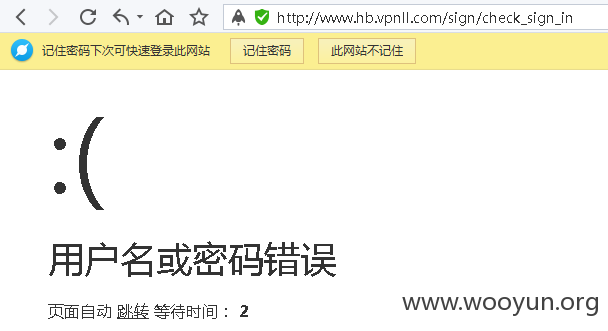 http://www.hb.vpnll.com/sign/check_sign_in
记住密码下次可快速登录此网站 记住密码 此网站不记住
:(
用户名或密码错误
页面自动 跳转 等待时间： 2
www.wooyun.org